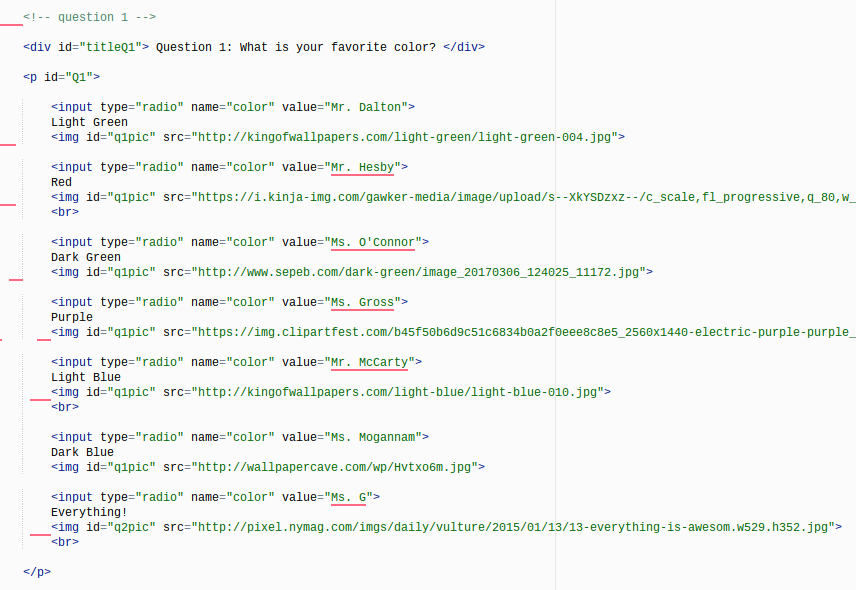 <!-- question 1 -->
<div id="titleQ1"> Question 1: What is your favorite color? </div>
<p id="Q1">
<input type="radio" name="color" value="Mr. Dalton">
Light Green
<img id="q1pic" src="http://kingofwallpapers.com/light-green/light-green-004.jpg">
<input type="radio" name="color" value="Mr. Hesby">
Red
<img id="q1pic" src="https://i.kinja-img.com/gawker-media/image/upload/s--XkYSDzxz--/c_scale,fl_progressive,q_80,w_
<br>
<input type="radio" name="color" value="Ms. O'Connor">
Dark Green
<img id="q1pic" src="http://www.sepeb.com/dark-green/image_20170306_124025_11172.jpg">
<input type="radio" name="color" value="Ms. Gross">
Purple
<img id="q1pic" src="https://img.clipartfest.com/b45f50b6d9c51c6834b0a2f0eee8c8e5_2560x1440-electric-purple-purple_
<input type="radio" name="color" value="Mr. McCarty">
Light Blue
<img id="q1pic" src="http://kingofwallpapers.com/light-blue/light-blue-010.jpg">
<br>
<input type="radio" name="color" value="Ms. Mogannam">
Dark Blue
<img id="q1pic" src="http://wallpapercave.com/wp/Hvtxo6m.jpg">
<input type="radio" name="color" value="Ms. G">
Everything!
<img id="q2pic" src="http://pixel.nymag.com/imgs/daily/vulture/2015/01/13/13-everything-is-awesom.w529.h352.jpg">
<br>
</p>